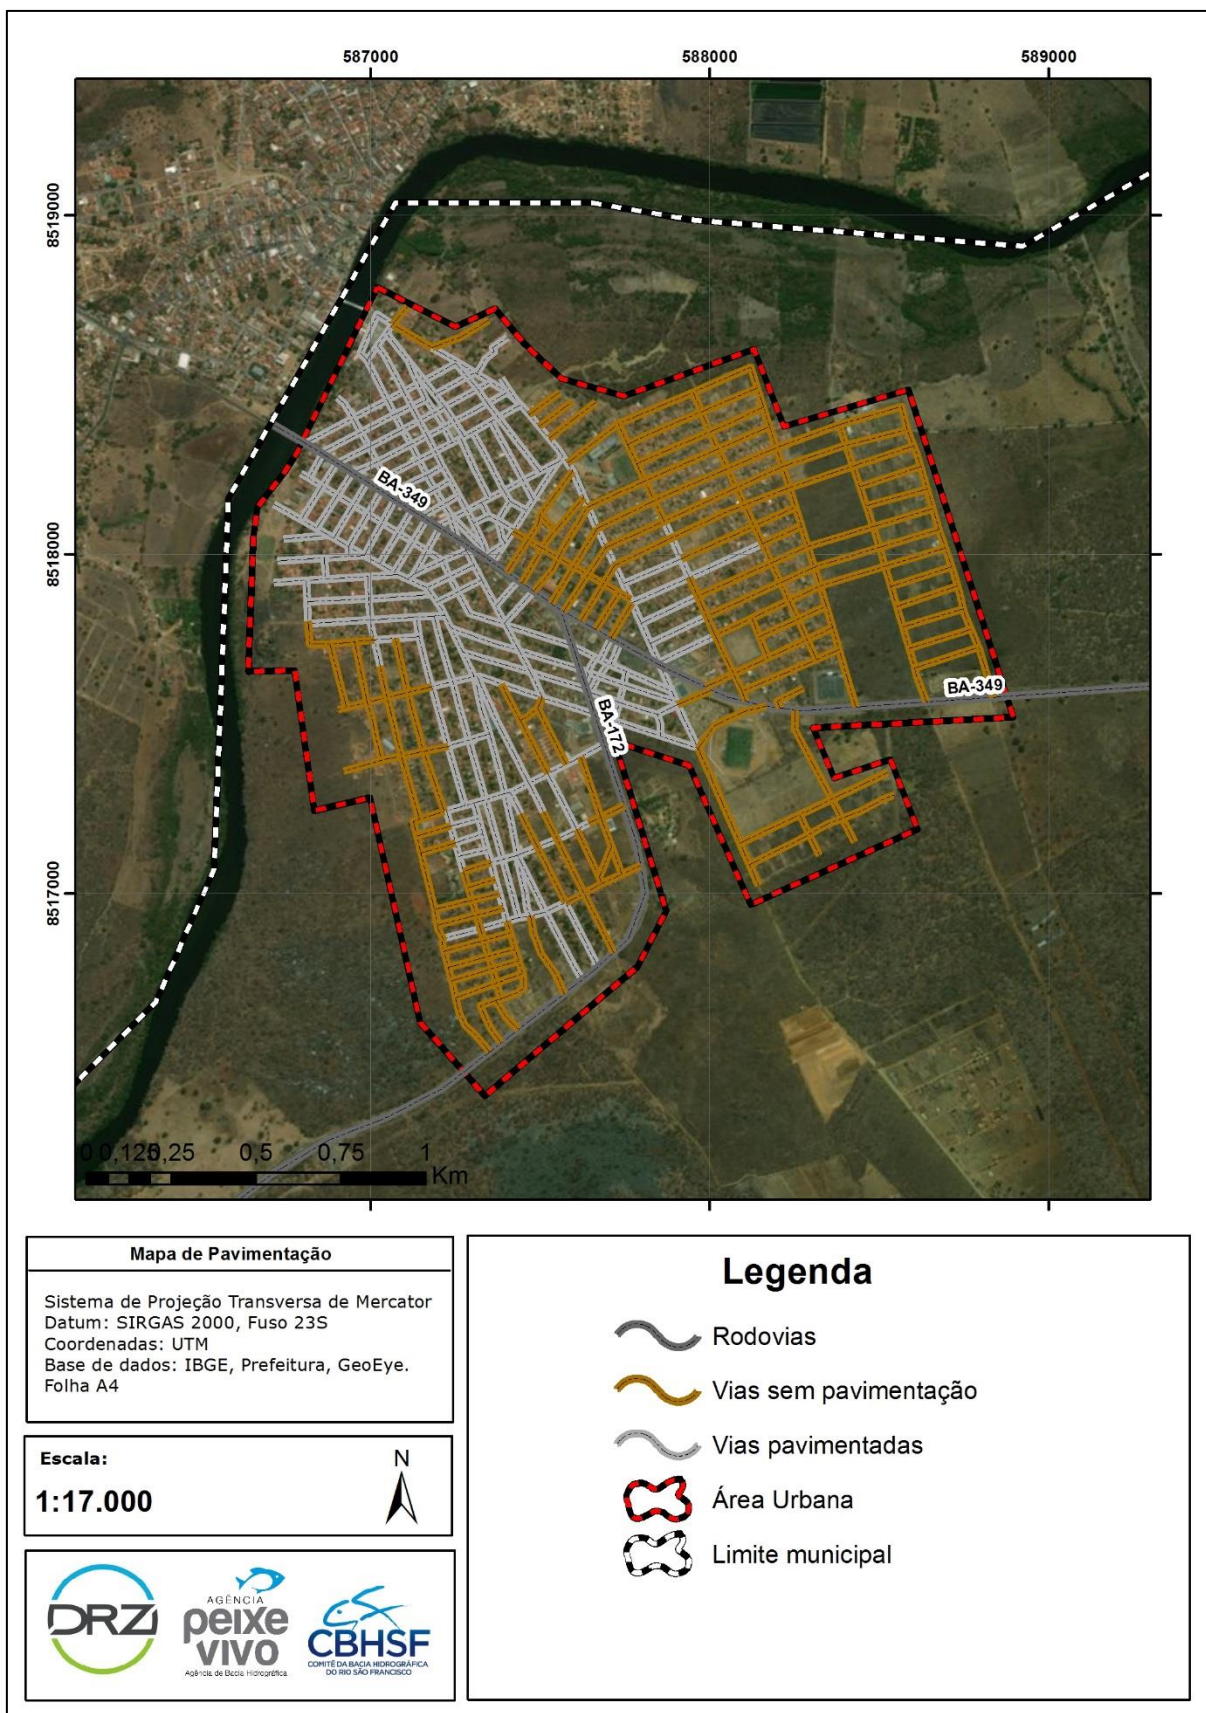 587000
588000
589000
8519000
8518000
8517000
BA-349
BA-349
BA-172
0 0,125 0,25 0,5 0,75 1
Km
Mapa de Pavimentação
Sistema de Projeção Transversa de Mercator
Datum: SIRGAS 2000, Fuso 23S
Coordenadas: UTM
Base de dados: IBGE, Prefeitura, GeoEye.
Folha A4
Escala:
1:17.000
N
Legenda
Rodovias
Vias sem pavimentação
Vias pavimentadas
Área Urbana
Limite municipal
DRZ
AGÊNCIA
peixe
vivo
Agência de Bacia Hidrográfica
CBHSF
COMITÊ DA BACIA HIDROGRÁFICA
DO RIO SÃO FRANCISCO